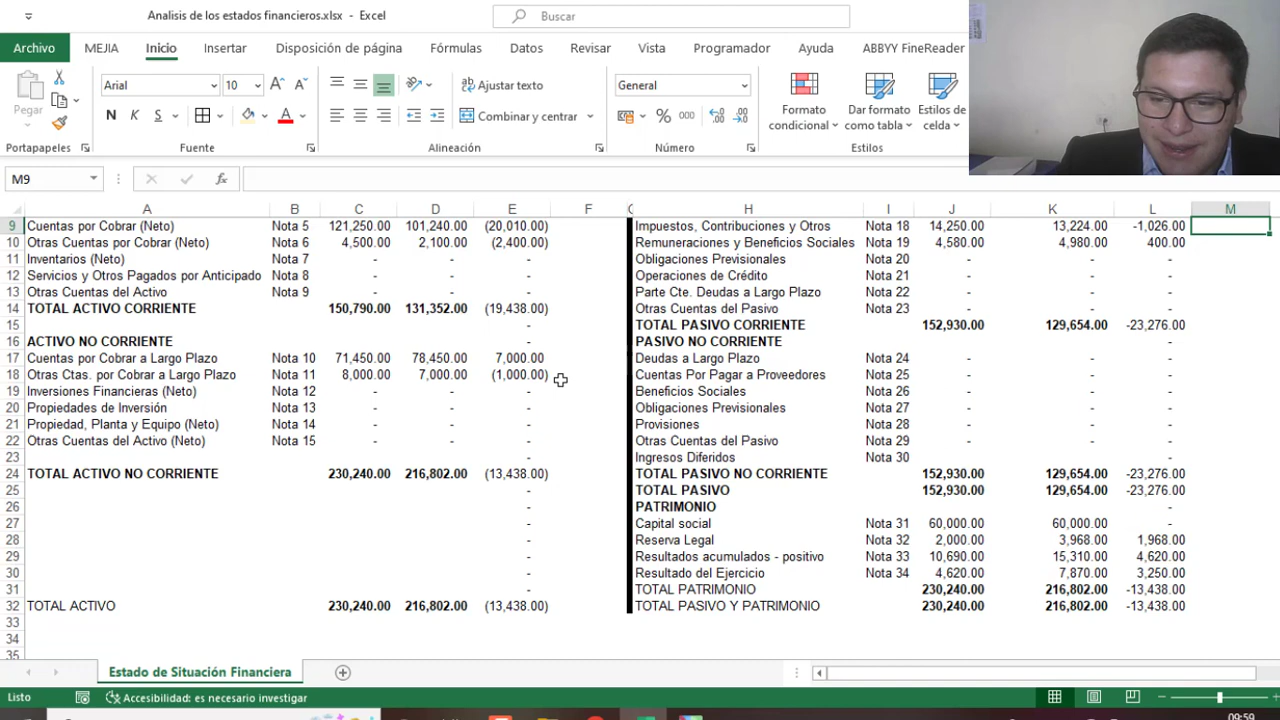 Analisis de los estados financieros.xlsx - Excel
Buscar
Archivo MEJIA Inicio Insertar Disposición de página Fórmulas Datos Revisar Vista Programador Ayuda ABBYY FineReader
Pegar
Arial 10
N K S
Ajustar texto
Combinar y centrar
General
% 000
Formato condicional
Dar formato como tabla
Estilos de celda
Portapapeles Fuente Alineación Número Estilos
M9 fx
A B C D E F G H I J K L M
9 Cuentas por Cobrar (Neto) Nota 5 121,250.00 101,240.00 (20,010.00) Impuestos, Contribuciones y Otros Nota 18 14,250.00 13,224.00 -1,026.00
10 Otras Cuentas por Cobrar (Neto) Nota 6 4,500.00 2,100.00 (2,400.00) Remuneraciones y Beneficios Sociales Nota 19 4,580.00 4,980.00 400.00
11 Inventarios (Neto) Nota 7 - - - Obligaciones Previsionales Nota 20 - - -
12 Servicios y Otros Pagados por Anticipado Nota 8 - - - Operaciones de Crédito Nota 21 - - -
13 Otras Cuentas del Activo Nota 9 - - - Parte Cte. Deudas a Largo Plazo Nota 22 - - -
14 TOTAL ACTIVO CORRIENTE 150,790.00 131,352.00 (19,438.00) Otras Cuentas del Pasivo Nota 23 - - -
15 - TOTAL PASIVO CORRIENTE 152,930.00 129,654.00 -23,276.00
16 ACTIVO NO CORRIENTE - PASIVO NO CORRIENTE -
17 Cuentas por Cobrar a Largo Plazo Nota 10 71,450.00 78,450.00 7,000.00 Deudas a Largo Plazo Nota 24 - - -
18 Otras Ctas. por Cobrar a Largo Plazo Nota 11 8,000.00 7,000.00 (1,000.00) Cuentas Por Pagar a Proveedores Nota 25 - - -
19 Inversiones Financieras (Neto) Nota 12 - - - Beneficios Sociales Nota 26 - - -
20 Propiedades de Inversión Nota 13 - - - Obligaciones Previsionales Nota 27 - - -
21 Propiedad, Planta y Equipo (Neto) Nota 14 - - - Provisiones Nota 28 - - -
22 Otras Cuentas del Activo (Neto) Nota 15 - - - Otras Cuentas del Pasivo Nota 29 - - -
23 - Ingresos Diferidos Nota 30
24 TOTAL ACTIVO NO CORRIENTE 230,240.00 216,802.00 (13,438.00) TOTAL PASIVO NO CORRIENTE 152,930.00 129,654.00 -23,276.00
25 - TOTAL PASIVO 152,930.00 129,654.00 -23,276.00
26 - PATRIMONIO -
27 - Capital social Nota 31 60,000.00 60,000.00 -
28 - Reserva Legal Nota 32 2,000.00 3,968.00 1,968.00
29 - Resultados acumulados - positivo Nota 33 10,690.00 15,310.00 4,620.00
30 - Resultado del Ejercicio Nota 34 4,620.00 7,870.00 3,250.00
31 - TOTAL PATRIMONIO 230,240.00 216,802.00 -13,438.00
32 TOTAL ACTIVO 230,240.00 216,802.00 (13,438.00) TOTAL PASIVO Y PATRIMONIO 230,240.00 216,802.00 -13,438.00
33
34
35
Estado de Situación Financiera
Listo Accesibilidad: es necesario investigar
09:59